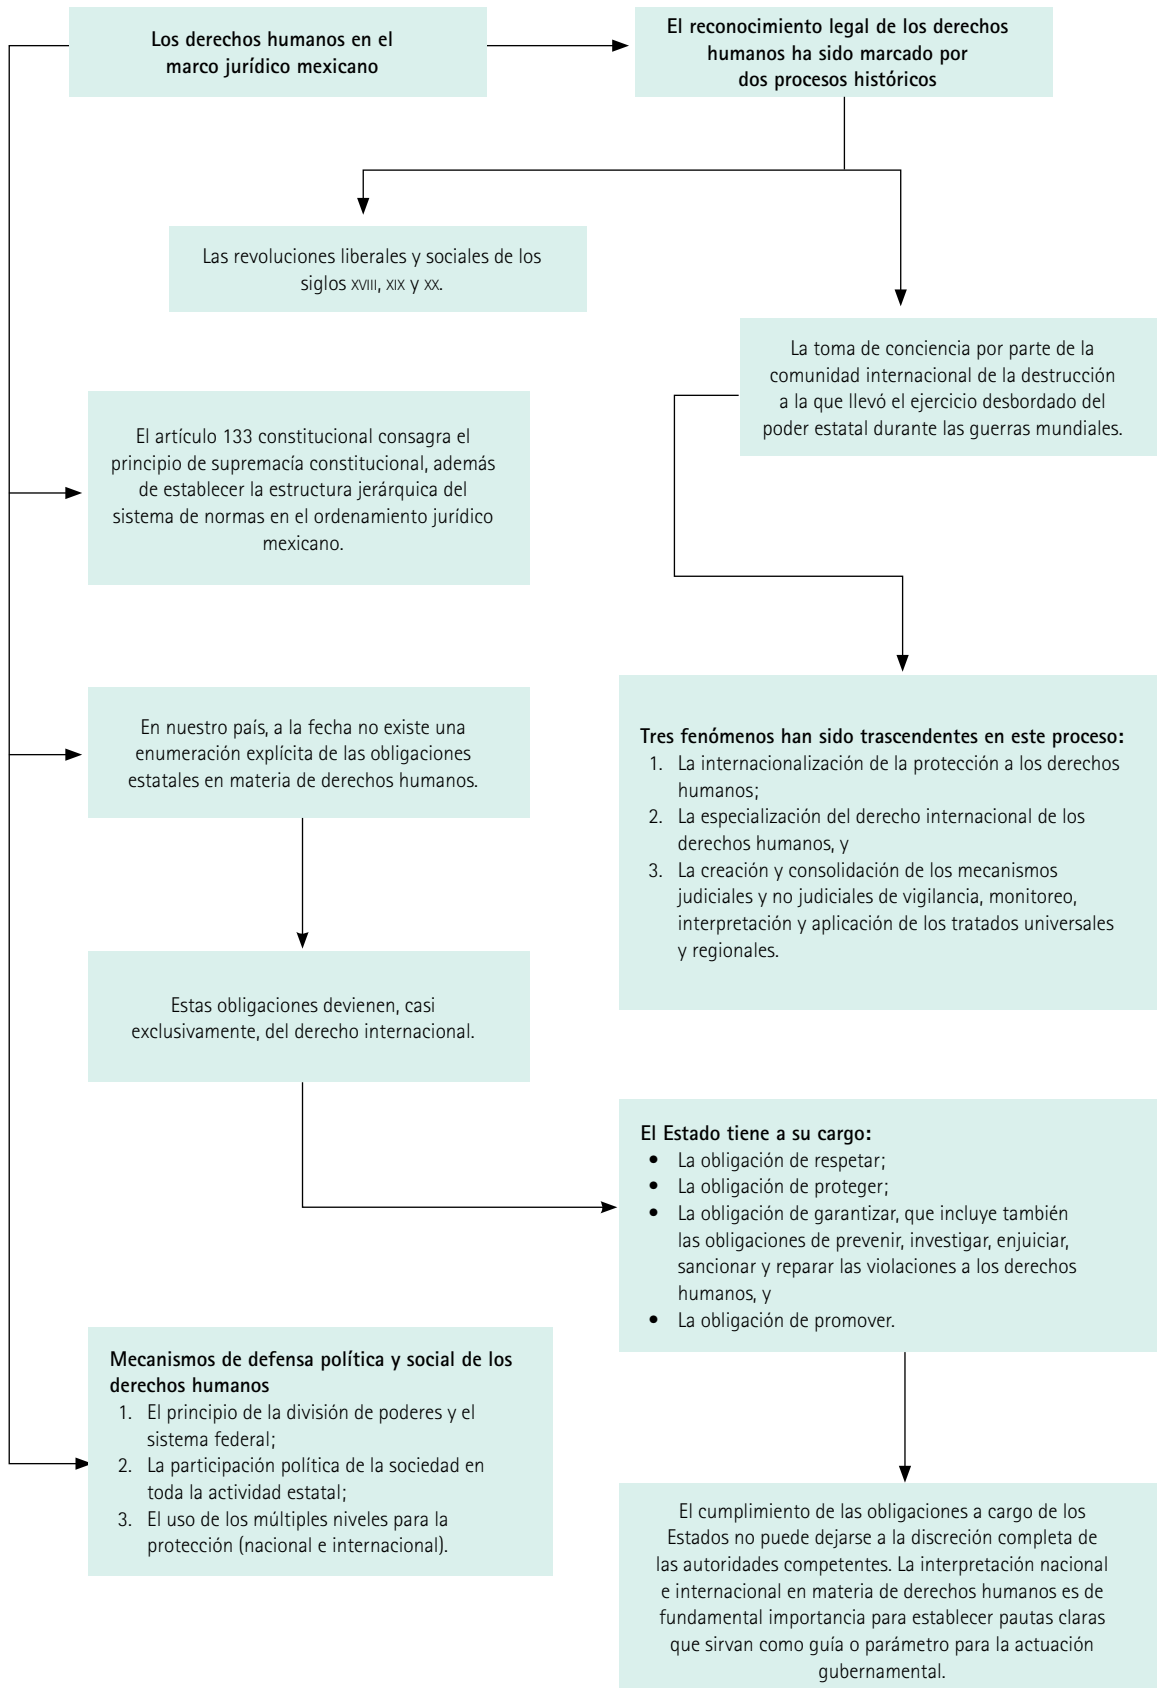 Los derechos humanos en el
marco jurídico mexicano
El reconocimiento legal de los derechos
humanos ha sido marcado por
dos procesos históricos
Las revoluciones liberales y sociales de los
siglos XVIII, XIX y XX.
La toma de conciencia por parte de la
comunidad internacional de la destrucción
a la que llevó el ejercicio desbordado del
poder estatal durante las guerras mundiales.
El artículo 133 constitucional consagra el
principio de supremacía constitucional, además
de establecer la estructura jerárquica del
sistema de normas en el ordenamiento jurídico
mexicano.
En nuestro país, a la fecha no existe una
enumeración explícita de las obligaciones
estatales en materia de derechos humanos.
Tres fenómenos han sido trascendentes en este proceso:
1. La internacionalización de la protección a los derechos
humanos;
2. La especialización del derecho internacional de los
derechos humanos, y
3. La creación y consolidación de los mecanismos
judiciales y no judiciales de vigilancia, monitoreo,
interpretación y aplicación de los tratados universales
y regionales.
Estas obligaciones devienen, casi
exclusivamente, del derecho internacional.
El Estado tiene a su cargo:
• La obligación de respetar;
• La obligación de proteger;
• La obligación de garantizar, que incluye también
las obligaciones de prevenir, investigar, enjuiciar,
sancionar y reparar las violaciones a los derechos
humanos, y
• La obligación de promover.
Mecanismos de defensa política y social de los
derechos humanos
1. El principio de la división de poderes y el
sistema federal;
2. La participación política de la sociedad en
toda la actividad estatal;
3. El uso de los múltiples niveles para la
protección (nacional e internacional).
El cumplimiento de las obligaciones a cargo de los
Estados no puede dejarse a la discreción completa de
las autoridades competentes. La interpretación nacional
e internacional en materia de derechos humanos es de
fundamental importancia para establecer pautas claras
que sirvan como guía o parámetro para la actuación
gubernamental.